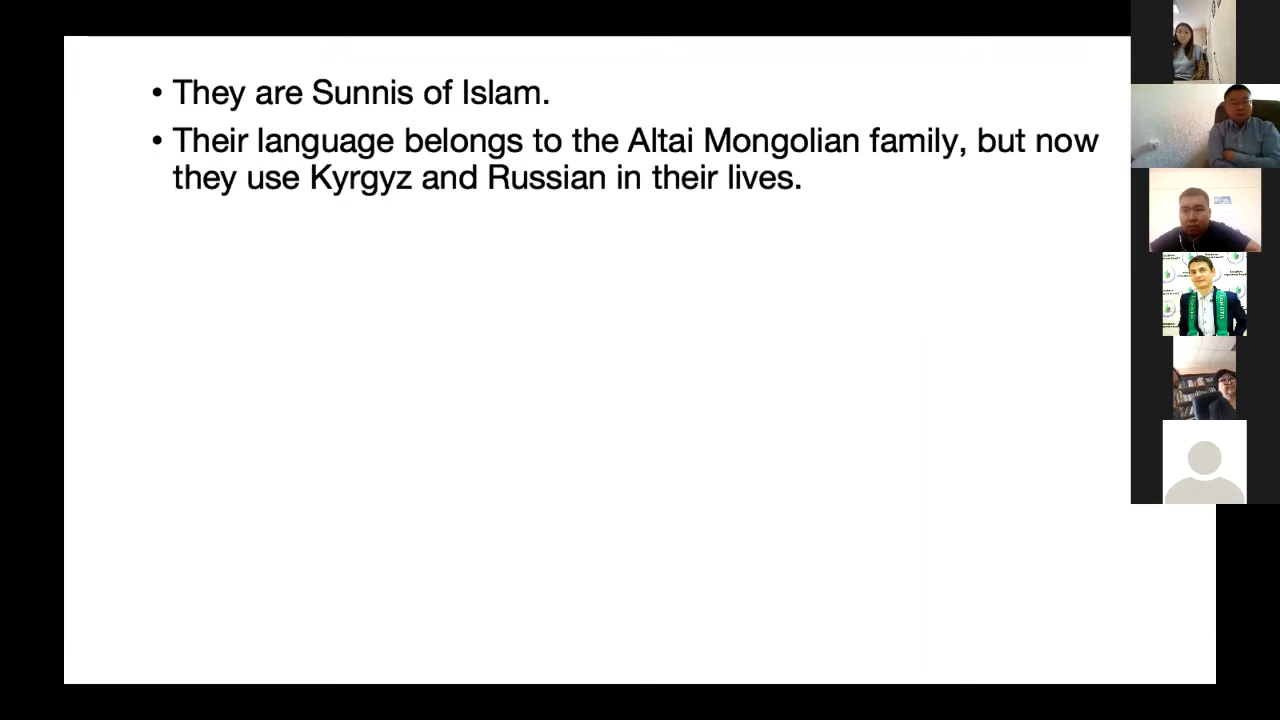 • They are Sunnis of Islam.
• Their language belongs to the Altai Mongolian family, but now
they use Kyrgyz and Russian in their lives.